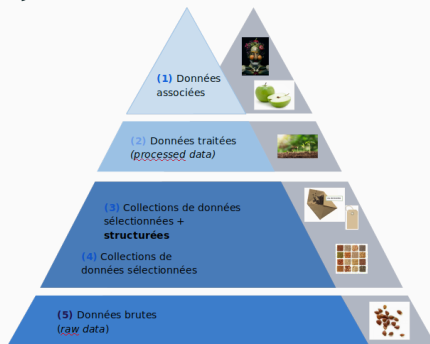 (1) Données
associées
(2) Données traitées
(processed data)
(3) Collections de données
sélectionnées +
structurées
(4) Collections de
données sélectionnées
(5) Données brutes
(raw data)